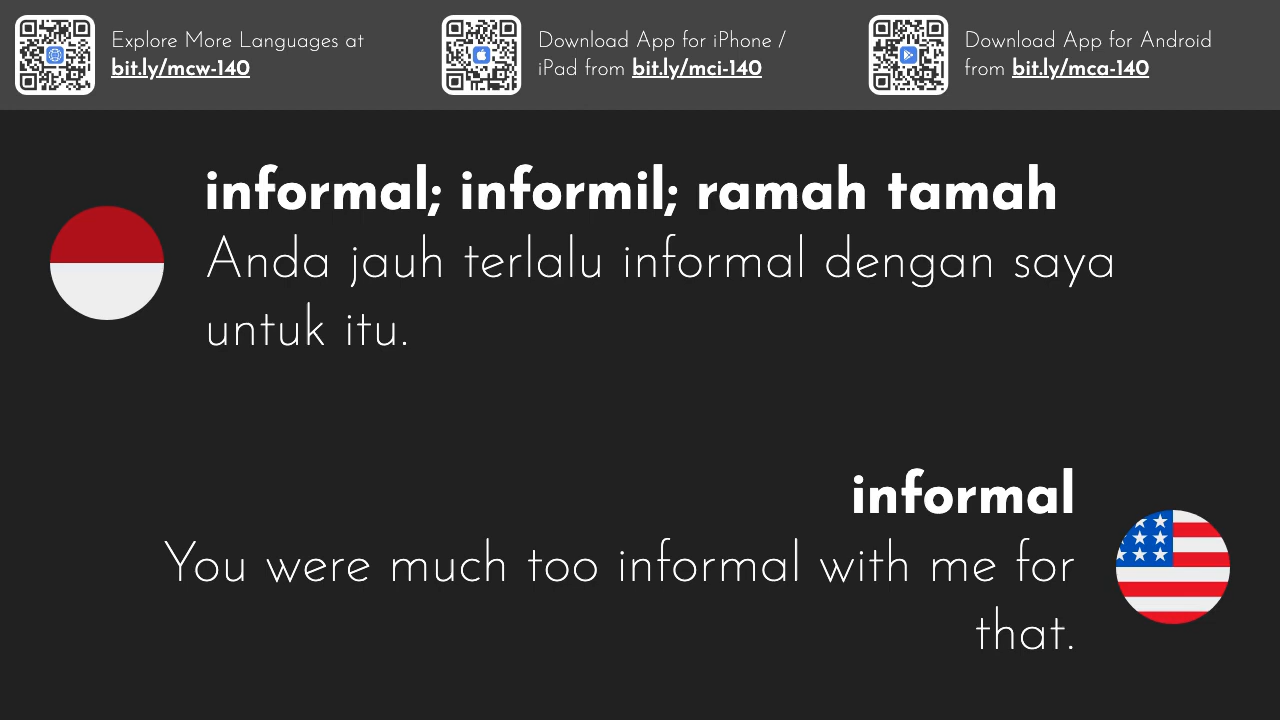 Explore More Languages at
bit.ly/mcw-140
Download App for iPhone /
iPad from bit.ly/mci-140
Download App for Android
from bit.ly/mca-140
informal; informil; ramah tamah
Anda jauh terlalu informal dengan saya
untuk itu.
informal
You were much too informal with me for
that.